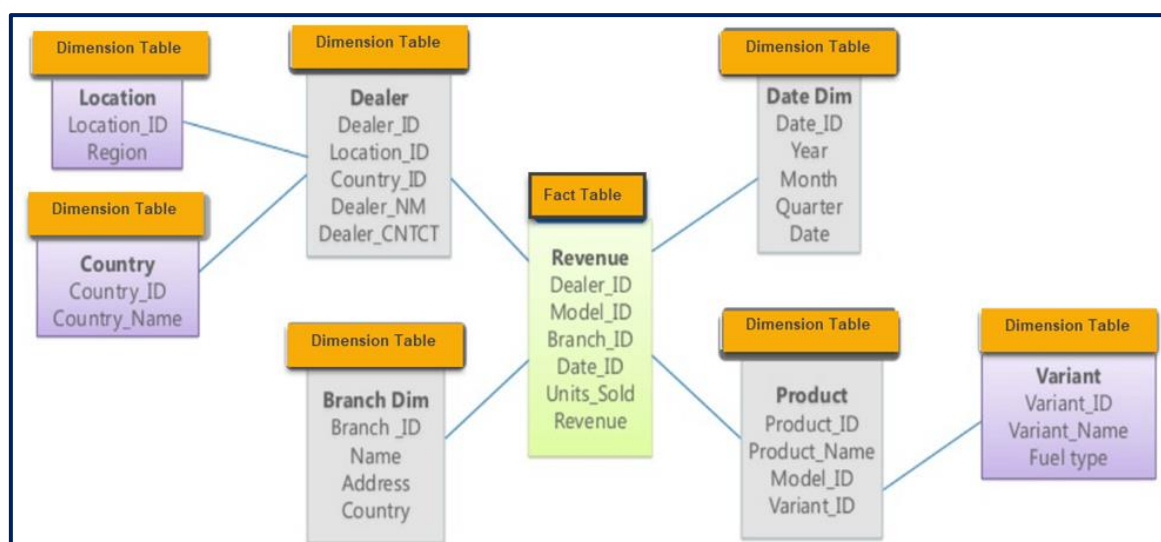 Dimension Table
Location
Location_ID
Region
Dimension Table
Country
Country_ID
Country_Name
Dimension Table
Dealer
Dealer_ID
Location_ID
Country_ID
Dealer_NM
Dealer_CNTCT
Dimension Table
Branch Dim
Branch _ID
Name
Address
Country
Fact Table
Revenue
Dealer_ID
Model_ID
Branch_ID
Date_ID
Units_Sold
Revenue
Dimension Table
Date Dim
Date_ID
Year
Month
Quarter
Date
Dimension Table
Product
Product_ID
Product_Name
Model_ID
Variant_ID
Dimension Table
Variant
Variant_ID
Variant_Name
Fuel type